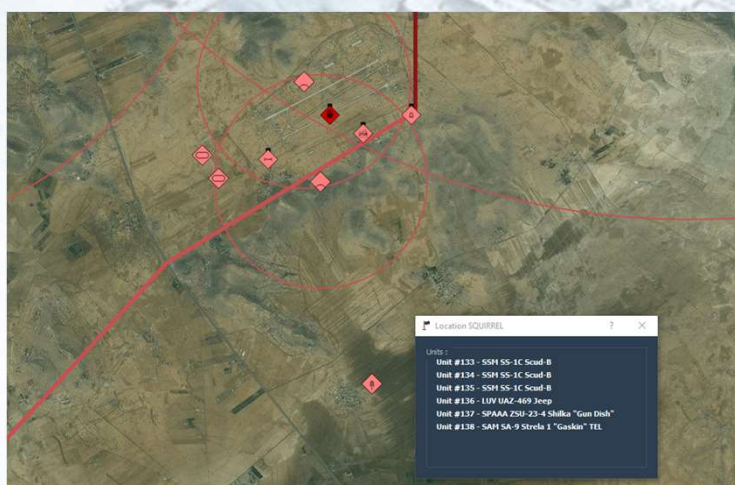 Location SQUIRREL
?
Units :
Unit #133 - SSM SS-1C Scud-B
Unit #134 - SSM SS-1C Scud-B
Unit #135 - SSM SS-1C Scud-B
Unit #136 - LUV UAZ-469 Jeep
Unit #137 - SPAAA ZSU-23-4 Shilka "Gun Dish"
Unit #138 - SAM SA-9 Strela 1 "Gaskin" TEL